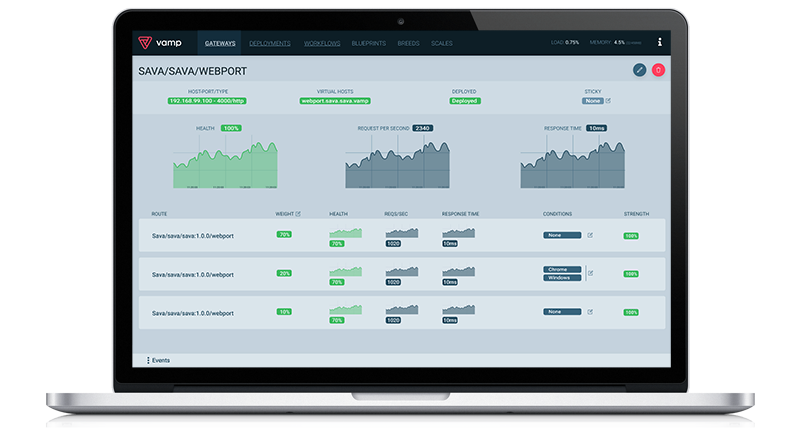 vamp GATEWAYS DEPLOYMENTS WORKFLOWS BLUEPRINTS BREEDS SCALES LOAD: 0.75% MEMORY: 4.5% i
SAVA/SAVA/WEBPORT
HOST-PORT/TYPE VIRTUAL HOSTS DEPLOYED STICKY
192.168.99.100 - 4000/http webport.sava.sava.vamp Deployed None
HEALTH 100% REQUEST PER SECOND 2340 RESPONSE TIME 10ms
ROUTE WEIGHT HEALTH REQS/SEC RESPONSE TIME CONDITIONS STRENGTH
Sava/sava/sava:1.0.0/webport 70% 70% 1020 10ms None 100%
Sava/sava/sava:1.0.0/webport 20% 70% 1020 10ms Chrome Windows 100%
Sava/sava/sava:1.0.0/webport 10% 70% 1020 10ms None 100%
Events